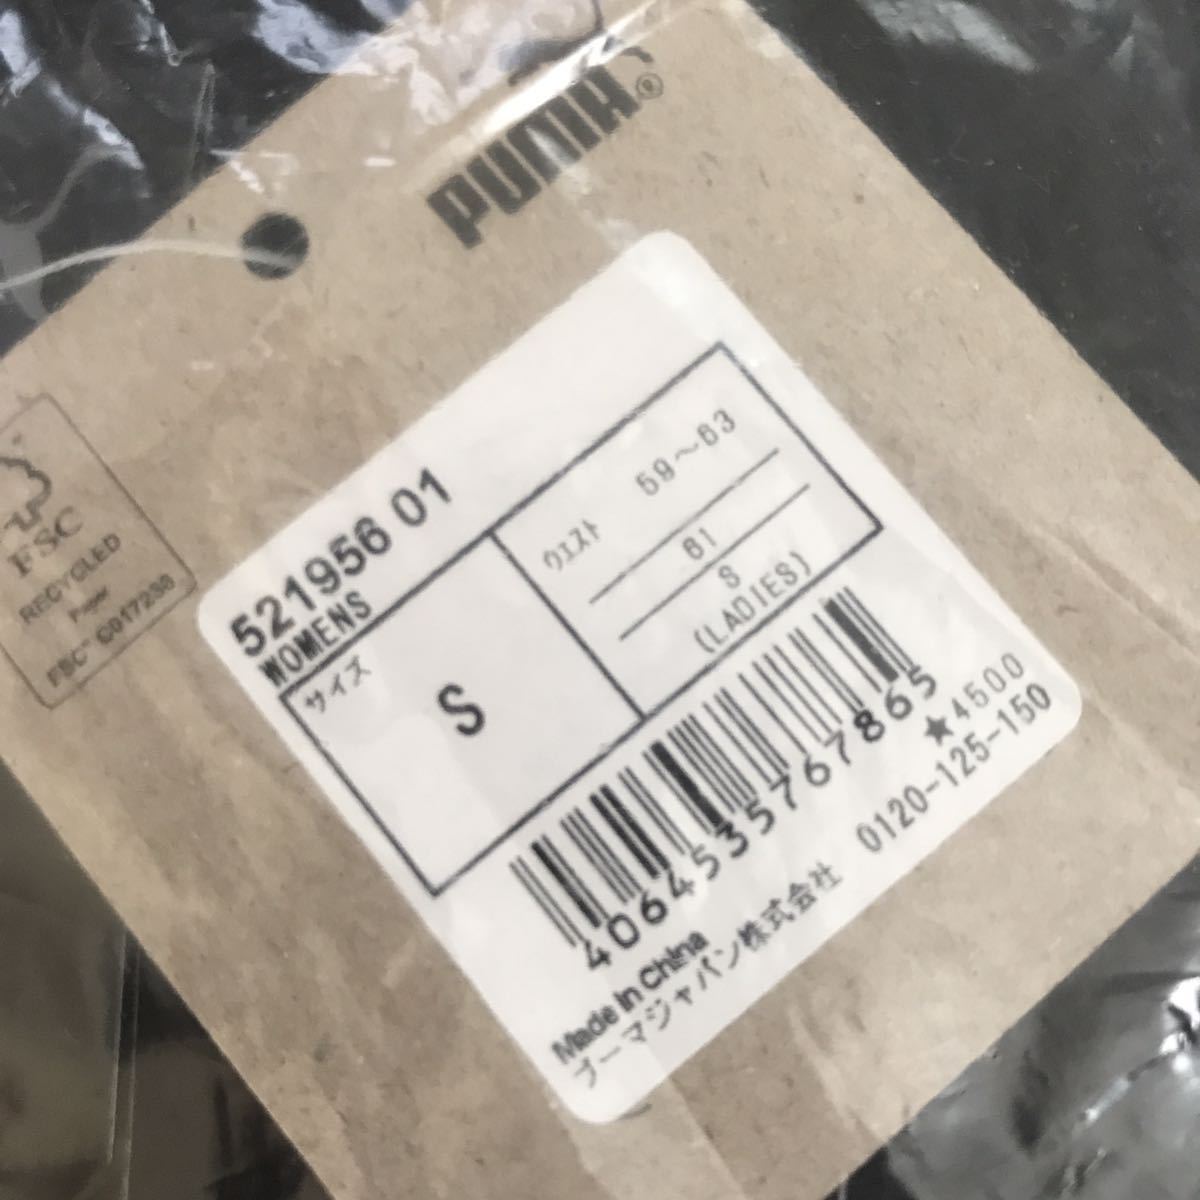 PUMA®
FSC
RECYCLED
Paper
FSC® C017238
521956 01
WOMENS
サイズ
S
ウエスト 59～63
61
S
(LADIES)
4064535767865
★4500
Made in China
プーマジャパン株式会社 0120-125-150